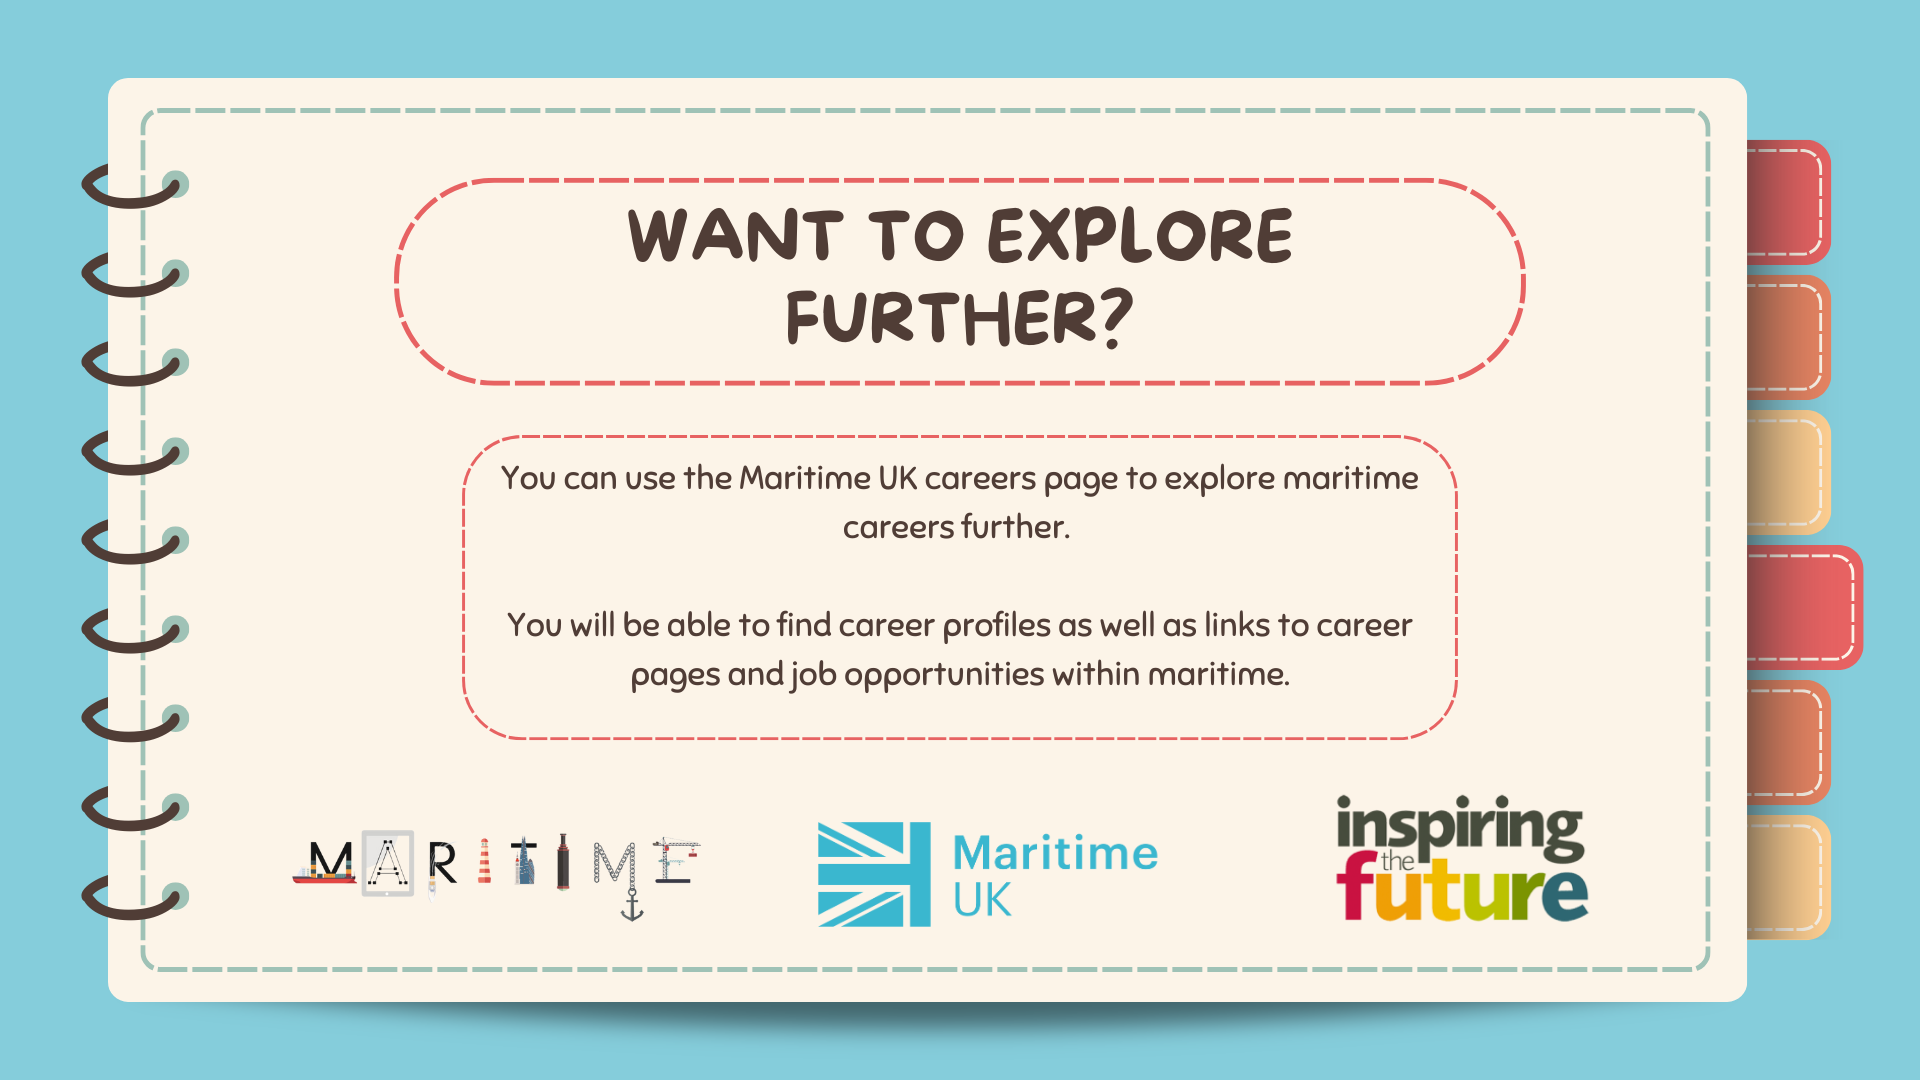 WANT TO EXPLORE
FURTHER?
You can use the Maritime UK careers page to explore maritime
careers further.
You will be able to find career profiles as well as links to career
pages and job opportunities within maritime.
MARITIME
Maritime
UK
inspiring
the
future